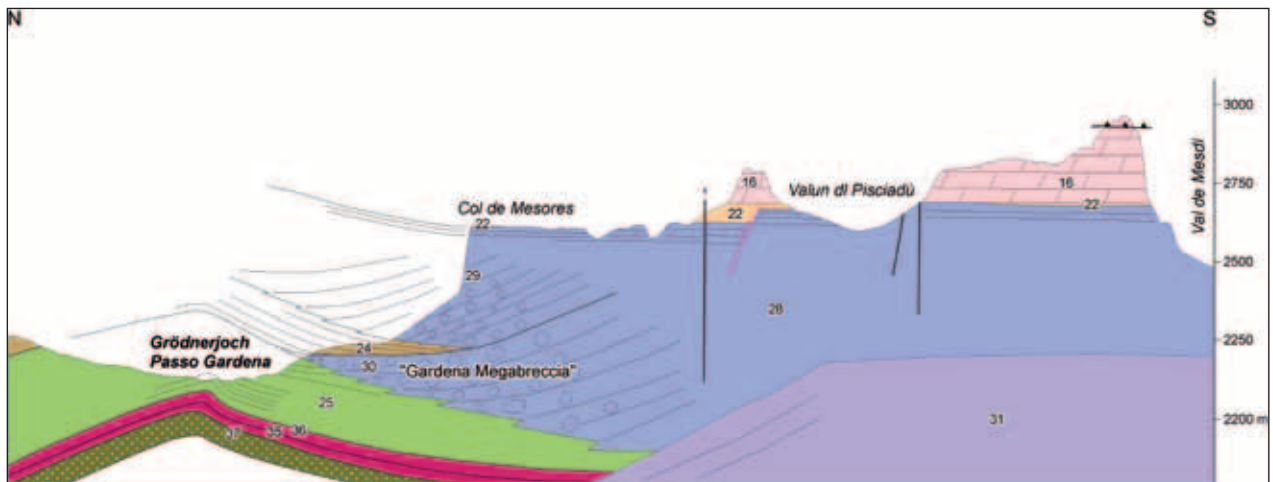 N
S
3000
Val de Mesdì
16
2750
Valun dl Pisciadù
16
22
22
Col de Mesores
22
2500
29
28
Grödnerjoch
Passo Gardena
24
2250
30
"Gardena Megabreccia"
25
31
2200 m
37
35
36